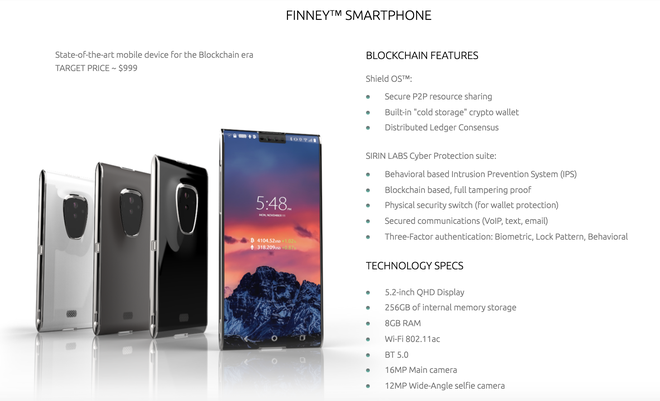 FINNEY™ SMARTPHONE
State-of-the-art mobile device for the Blockchain era
TARGET PRICE ~ $999
BLOCKCHAIN FEATURES
Shield OS™:
Secure P2P resource sharing
Built-in "cold storage" crypto wallet
Distributed Ledger Consensus
SIRIN LABS Cyber Protection suite:
Behavioral based Intrusion Prevention System (IPS)
Blockchain based, full tampering proof
Physical security switch (for wallet protection)
Secured communications (VoIP, text, email)
Three-Factor authentication: Biometric, Lock Pattern, Behavioral
TECHNOLOGY SPECS
5.2-inch QHD Display
256GB of internal memory storage
8GB RAM
Wi-Fi 802.11ac
BT 5.0
16MP Main camera
12MP Wide-Angle selfie camera
5:48